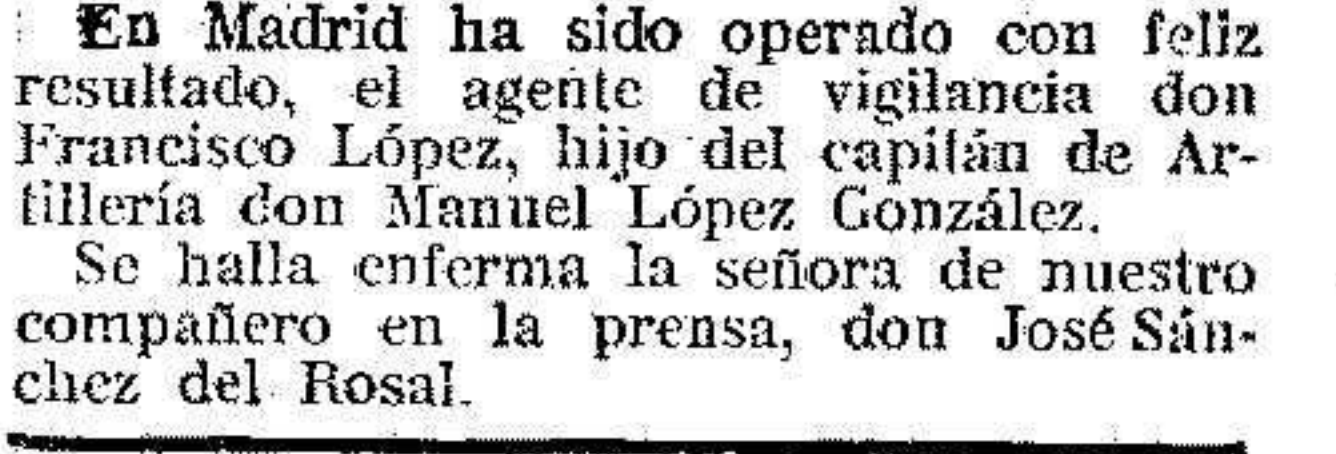 En Madrid ha sido operado con feliz
resultado, el agente de vigilancia don
Francisco López, hijo del capitán de Ar-
tillería don Manuel López González.
Se halla enferma la señora de nuestro
compañero en la prensa, don José Sán-
chez del Rosal.